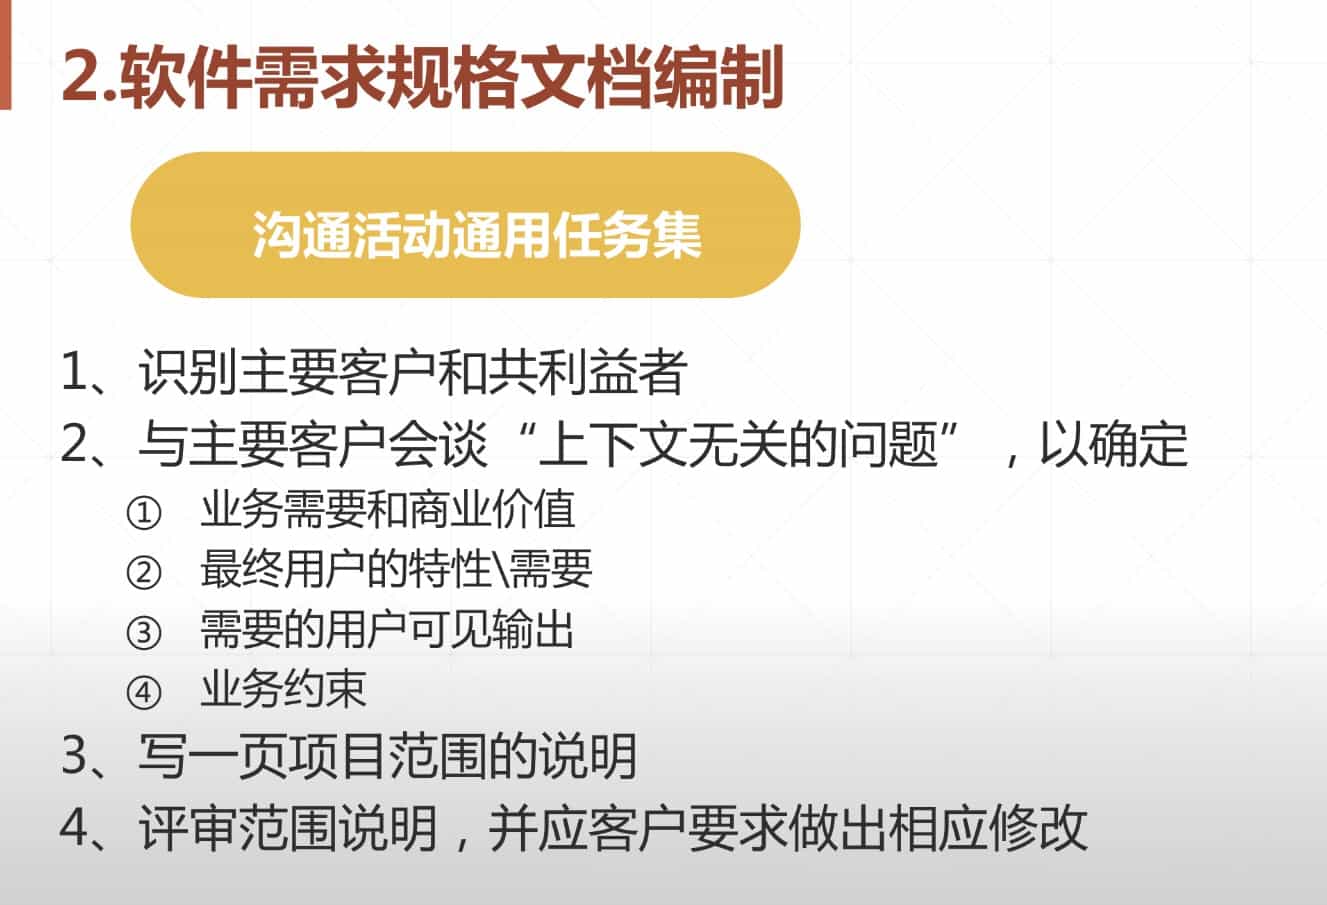 2.软件需求规格文档编制
沟通活动通用任务集
1、识别主要客户和共利益者
2、与主要客户会谈“上下文无关的问题”，以确定
① 业务需要和商业价值
② 最终用户的特性\需要
③ 需要的用户可见输出
④ 业务约束
3、写一页项目范围的说明
4、评审范围说明，并应客户要求做出相应修改